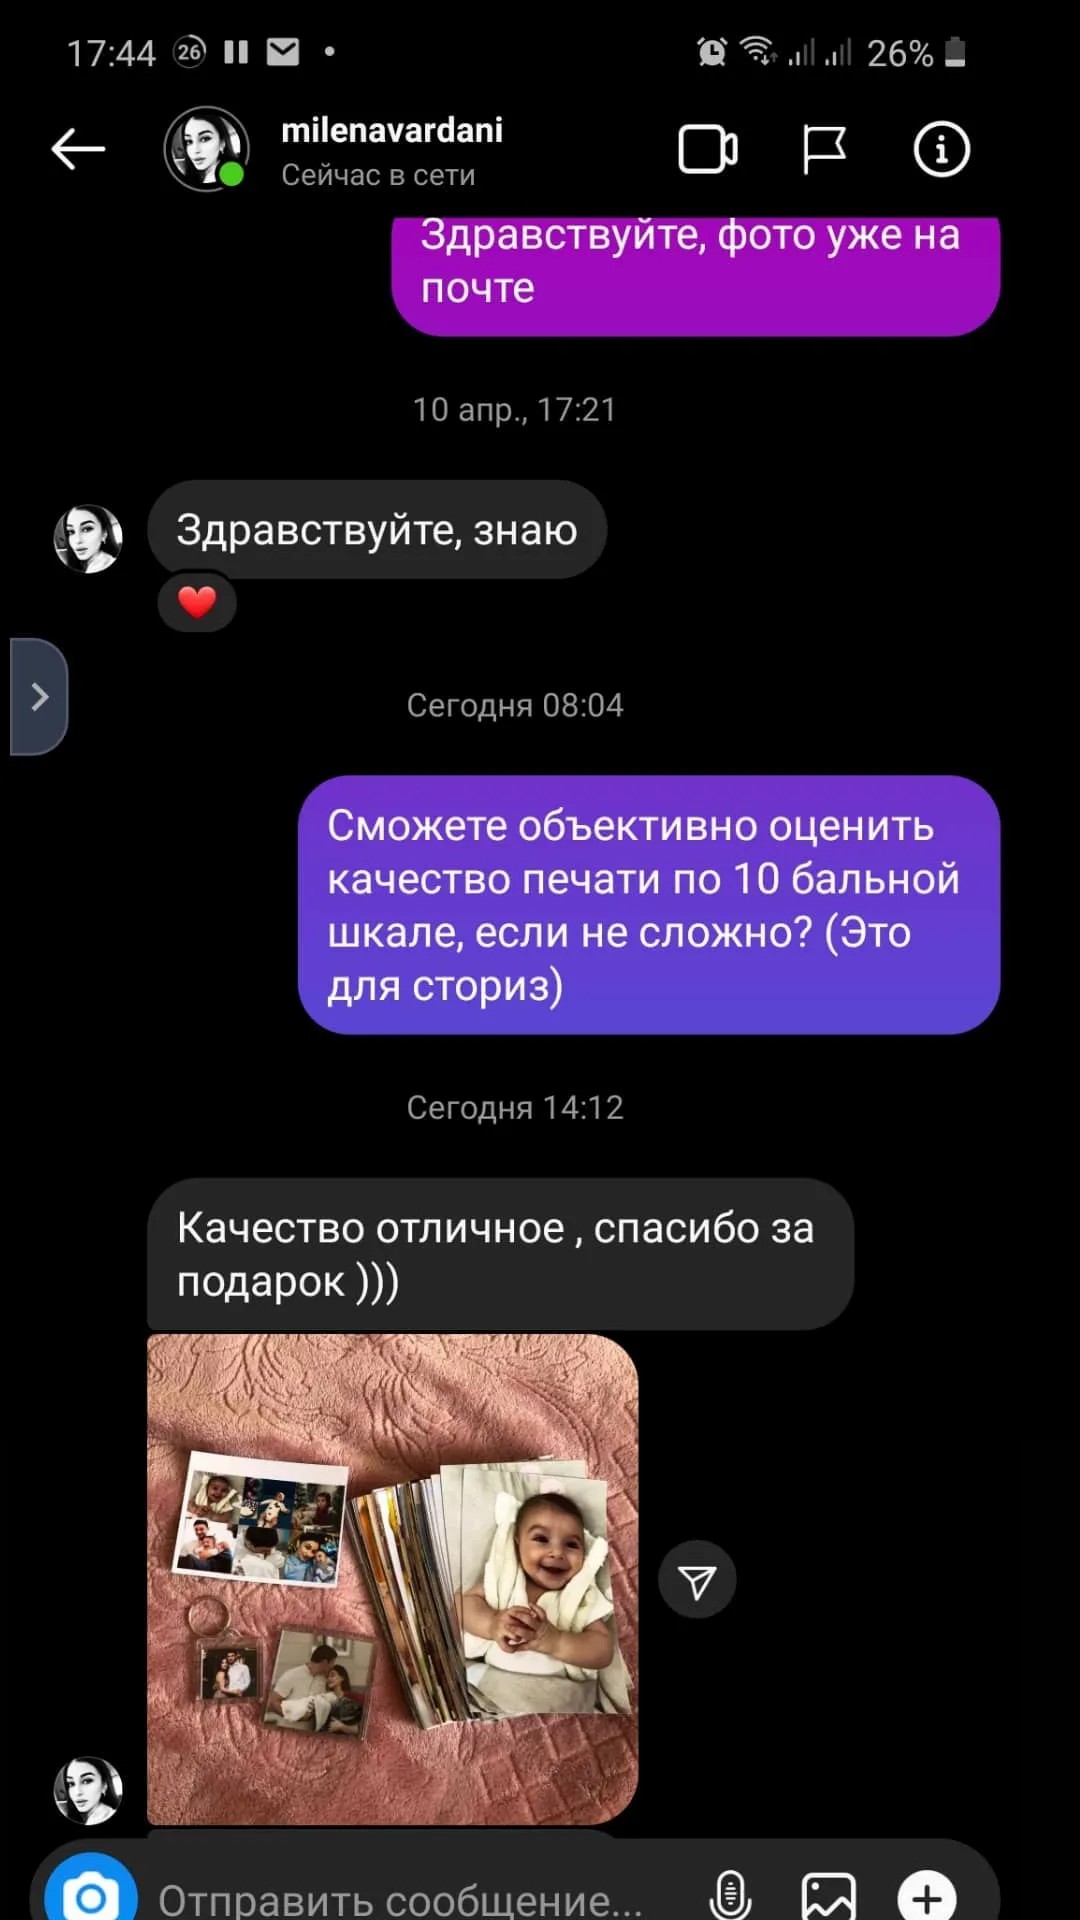 17:44 26 26%
milenavardani
Сейчас в сети
Здравствуйте, фото уже на
почте
10 апр., 17:21
Здравствуйте, знаю
Сегодня 08:04
Сможете объективно оценить
качество печати по 10 бальной
шкале, если не сложно? (Это
для сториз)
Сегодня 14:12
Качество отличное , спасибо за
подарок )))
Отправить сообщение...